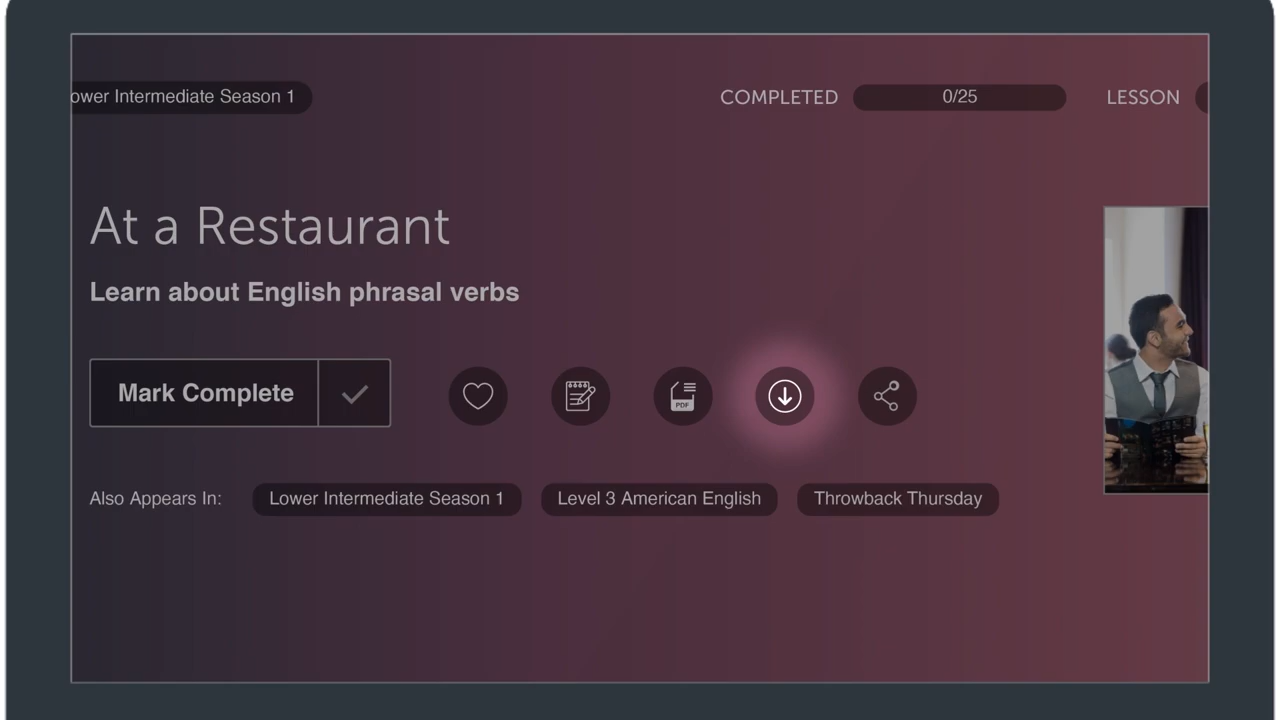 ower Intermediate Season 1
COMPLETED 0/25 LESSON
At a Restaurant
Learn about English phrasal verbs
Mark Complete
PDF
Also Appears In: Lower Intermediate Season 1 Level 3 American English Throwback Thursday